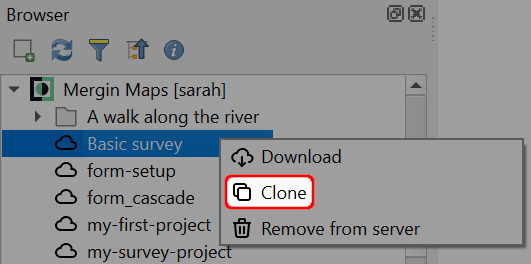 Browser
Mergin Maps [sarah]
A walk along the river
Basic survey
Download
form-setup
Clone
form_cascade
my-first-project
Remove from server
my-survey-project